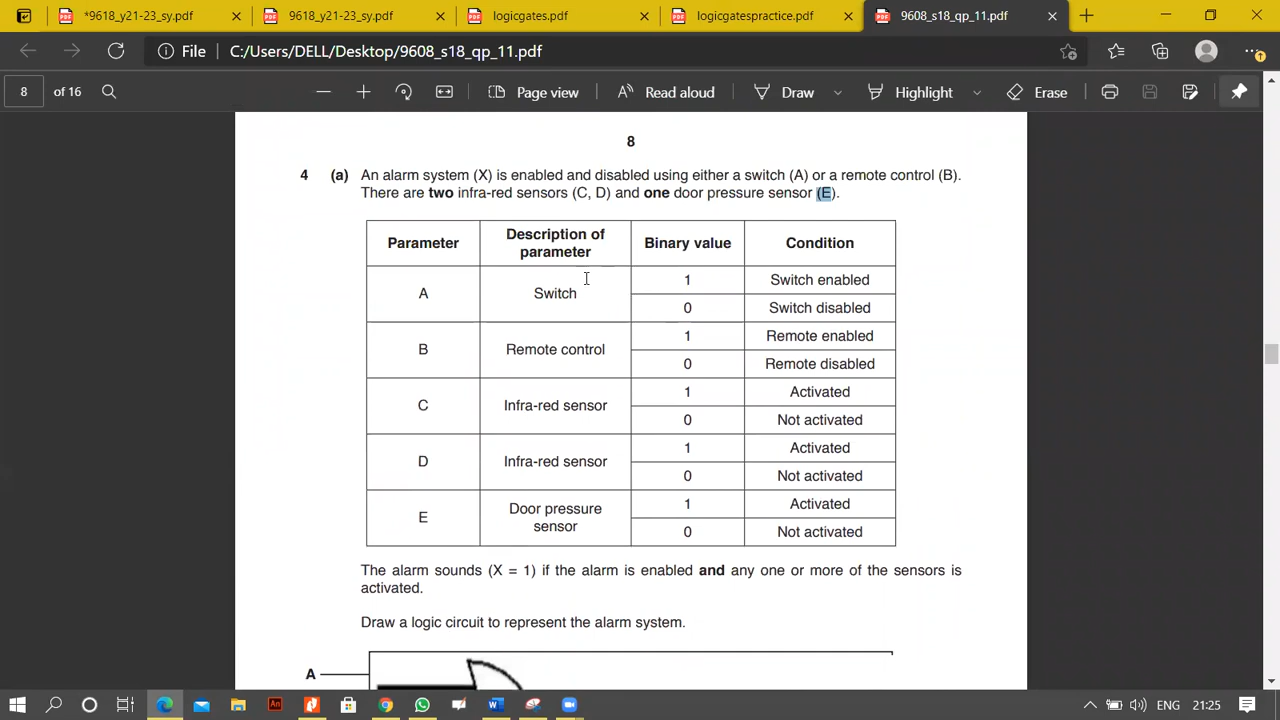 *9618_y21-23_sy.pdf
9618_y21-23_sy.pdf
logicgates.pdf
logicgatespractice.pdf
9608_s18_qp_11.pdf
File
C:/Users/DELL/Desktop/9608_s18_qp_11.pdf
8 of 16
Page view
Read aloud
Draw
Highlight
Erase
8
4 (a) An alarm system (X) is enabled and disabled using either a switch (A) or a remote control (B).
There are two infra-red sensors (C, D) and one door pressure sensor (E).
Parameter Description of parameter Binary value Condition
A Switch 1 Switch enabled
0 Switch disabled
B Remote control 1 Remote enabled
0 Remote disabled
C Infra-red sensor 1 Activated
0 Not activated
D Infra-red sensor 1 Activated
0 Not activated
E Door pressure sensor 1 Activated
0 Not activated
The alarm sounds (X = 1) if the alarm is enabled and any one or more of the sensors is
activated.
Draw a logic circuit to represent the alarm system.
A
An
W
ENG
21:25